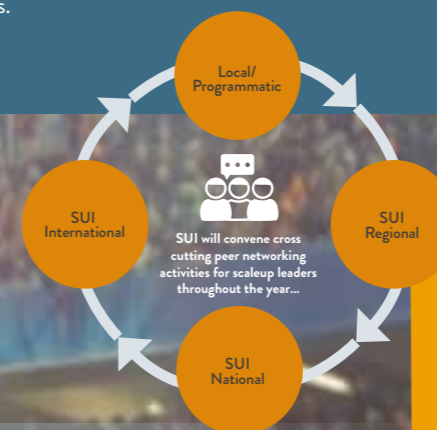 s.
Local/
Programmatic
SUI
International
SUI
Regional
SUI will convene cross
cutting peer networking
activities for scaleup leaders
throughout the year...
SUI
National